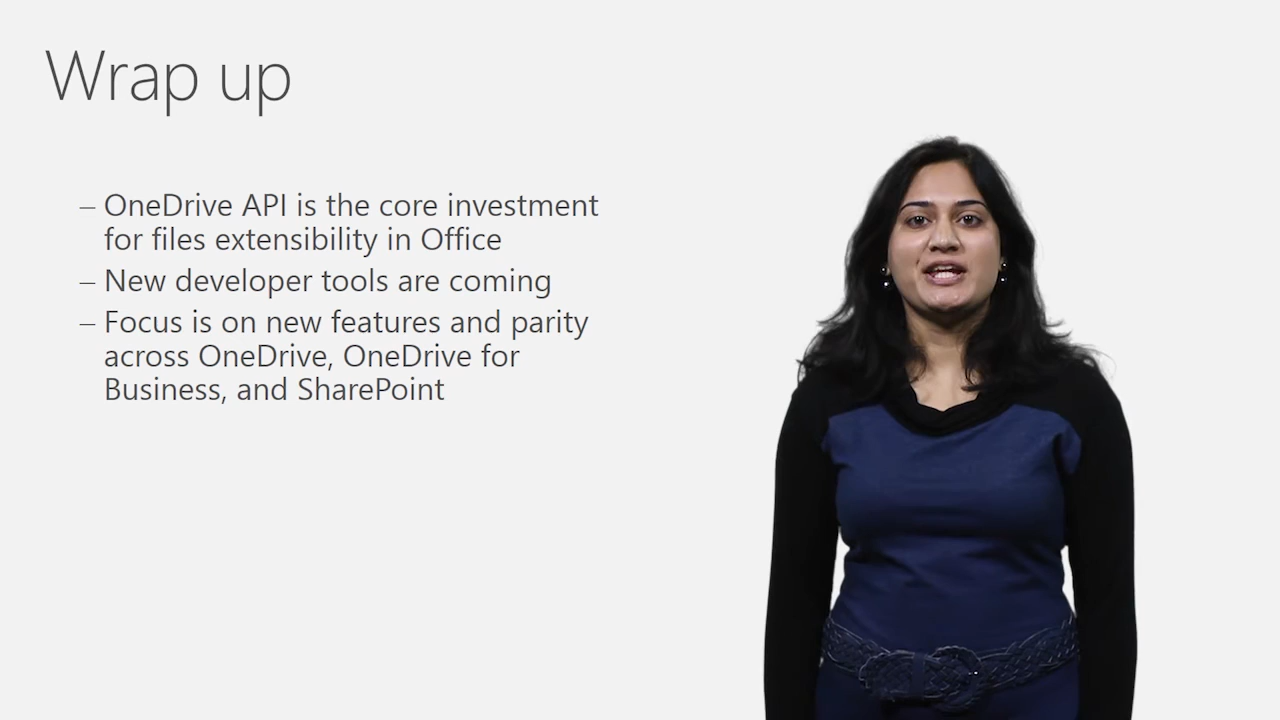 Wrap up
– OneDrive API is the core investment
for files extensibility in Office
– New developer tools are coming
– Focus is on new features and parity
across OneDrive, OneDrive for
Business, and SharePoint